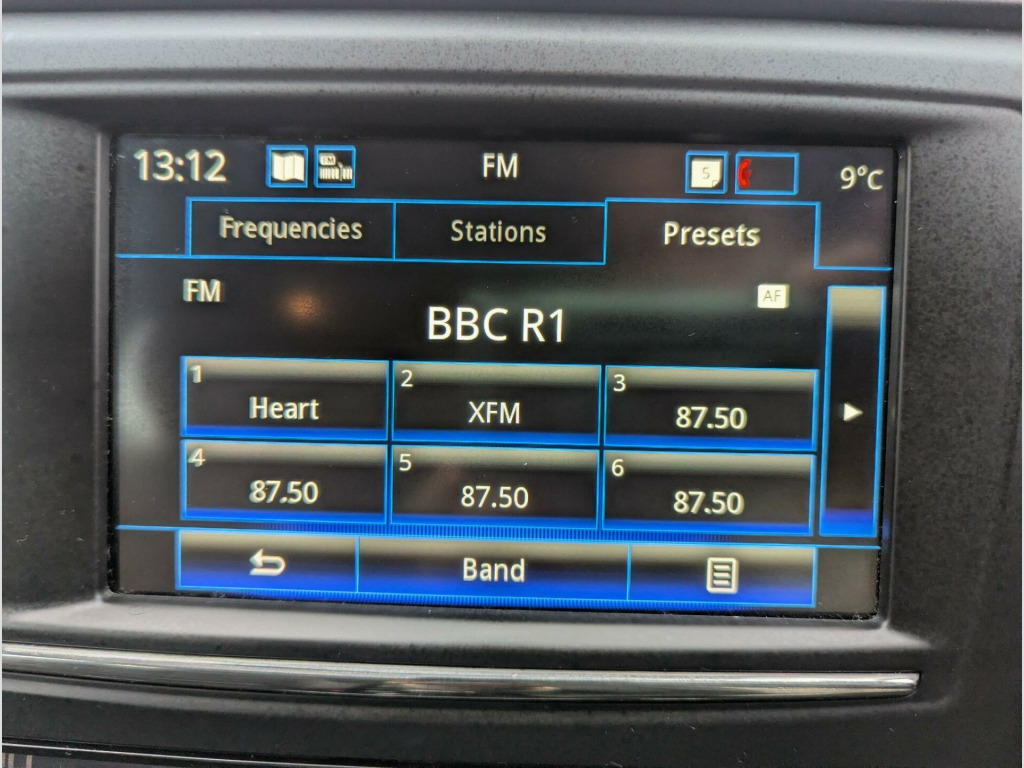 13:12 FM 5 9°C
Frequencies Stations Presets
FM AF
BBC R1
1 2 3
Heart XFM 87.50
4 5 6
87.50 87.50 87.50
Band